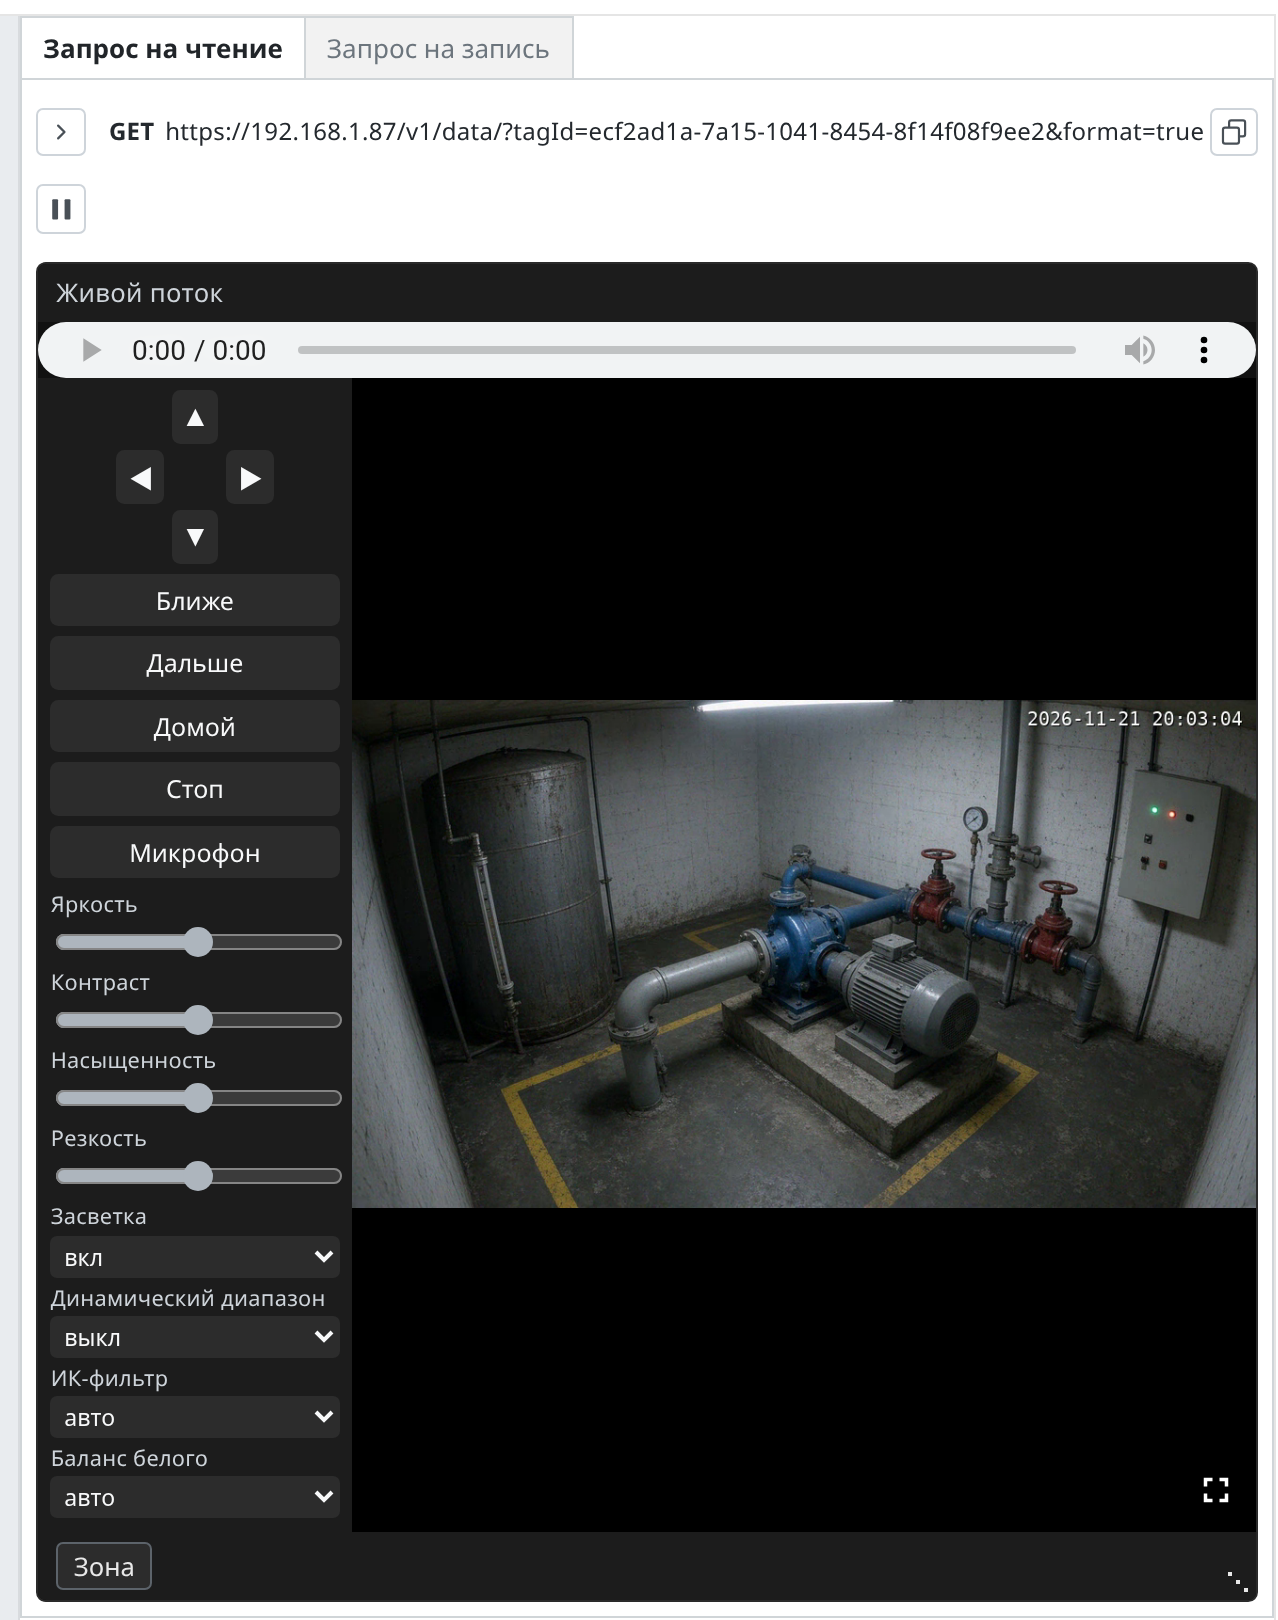 Запрос на чтение
Запрос на запись
GET https://192.168.1.87/v1/data/?tagId=ecf2ad1a-7a15-1041-8454-8f14f08f9ee2&format=true
Живой поток
0:00 / 0:00
Ближе
Дальше
Домой
Стоп
Микрофон
Яркость
Контраст
Насыщенность
Резкость
Засветка
вкл
Динамический диапазон
выкл
ИК-фильтр
авто
Баланс белого
авто
2026-11-21 20:03:04
Зона